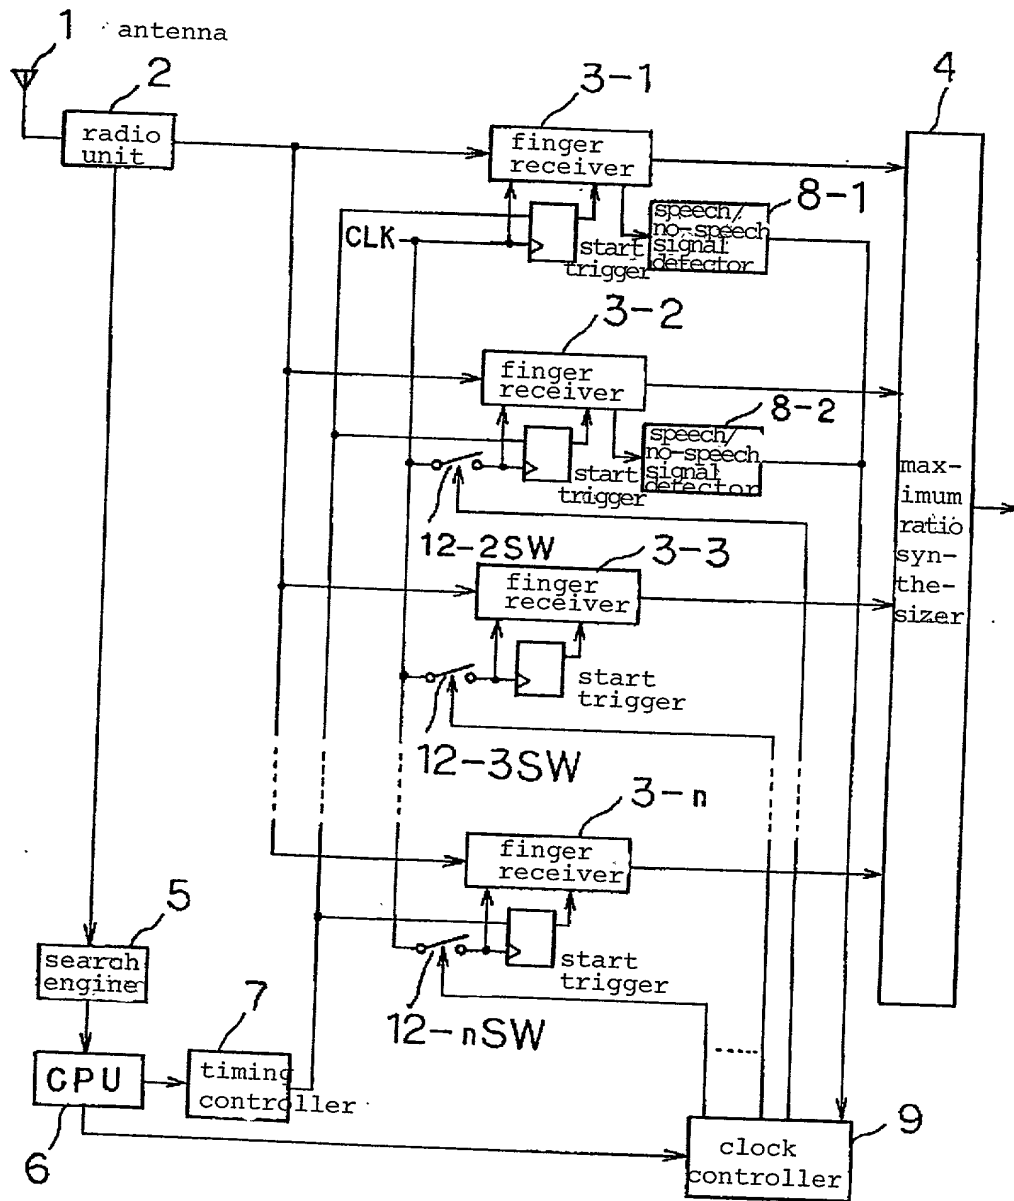 1 antenna
2
radio
unit
3-1
finger
receiver
4
8-1
speech/
no-speech
signal
detector
CLK
start
trigger
3-2
finger
receiver
8-2
speech/
no-speech
signal
detector
start
trigger
12-2SW
max-
imum
ratio
syn-
the-
sizer
3-3
finger
receiver
start
trigger
12-3SW
3-n
finger
receiver
start
trigger
12-nSW
5
search
engine
7
CPU
timing
controller
6
9
clock
controller